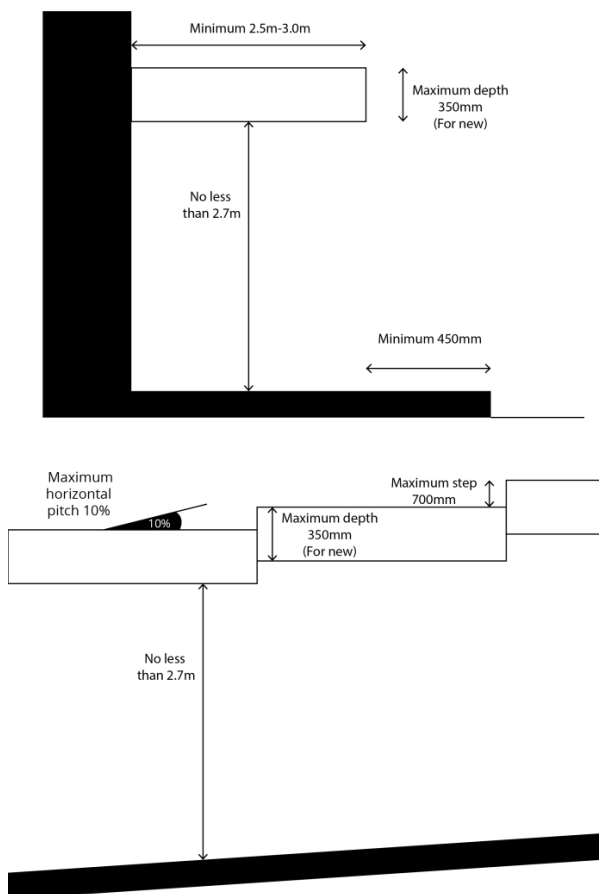 Minimum 2.5m-3.0m
Maximum depth
350mm
(For new)
No less
than 2.7m
Minimum 450mm
Maximum
horizontal
pitch 10%
10%
Maximum step
700mm
Maximum depth
350mm
(For new)
No less
than 2.7m